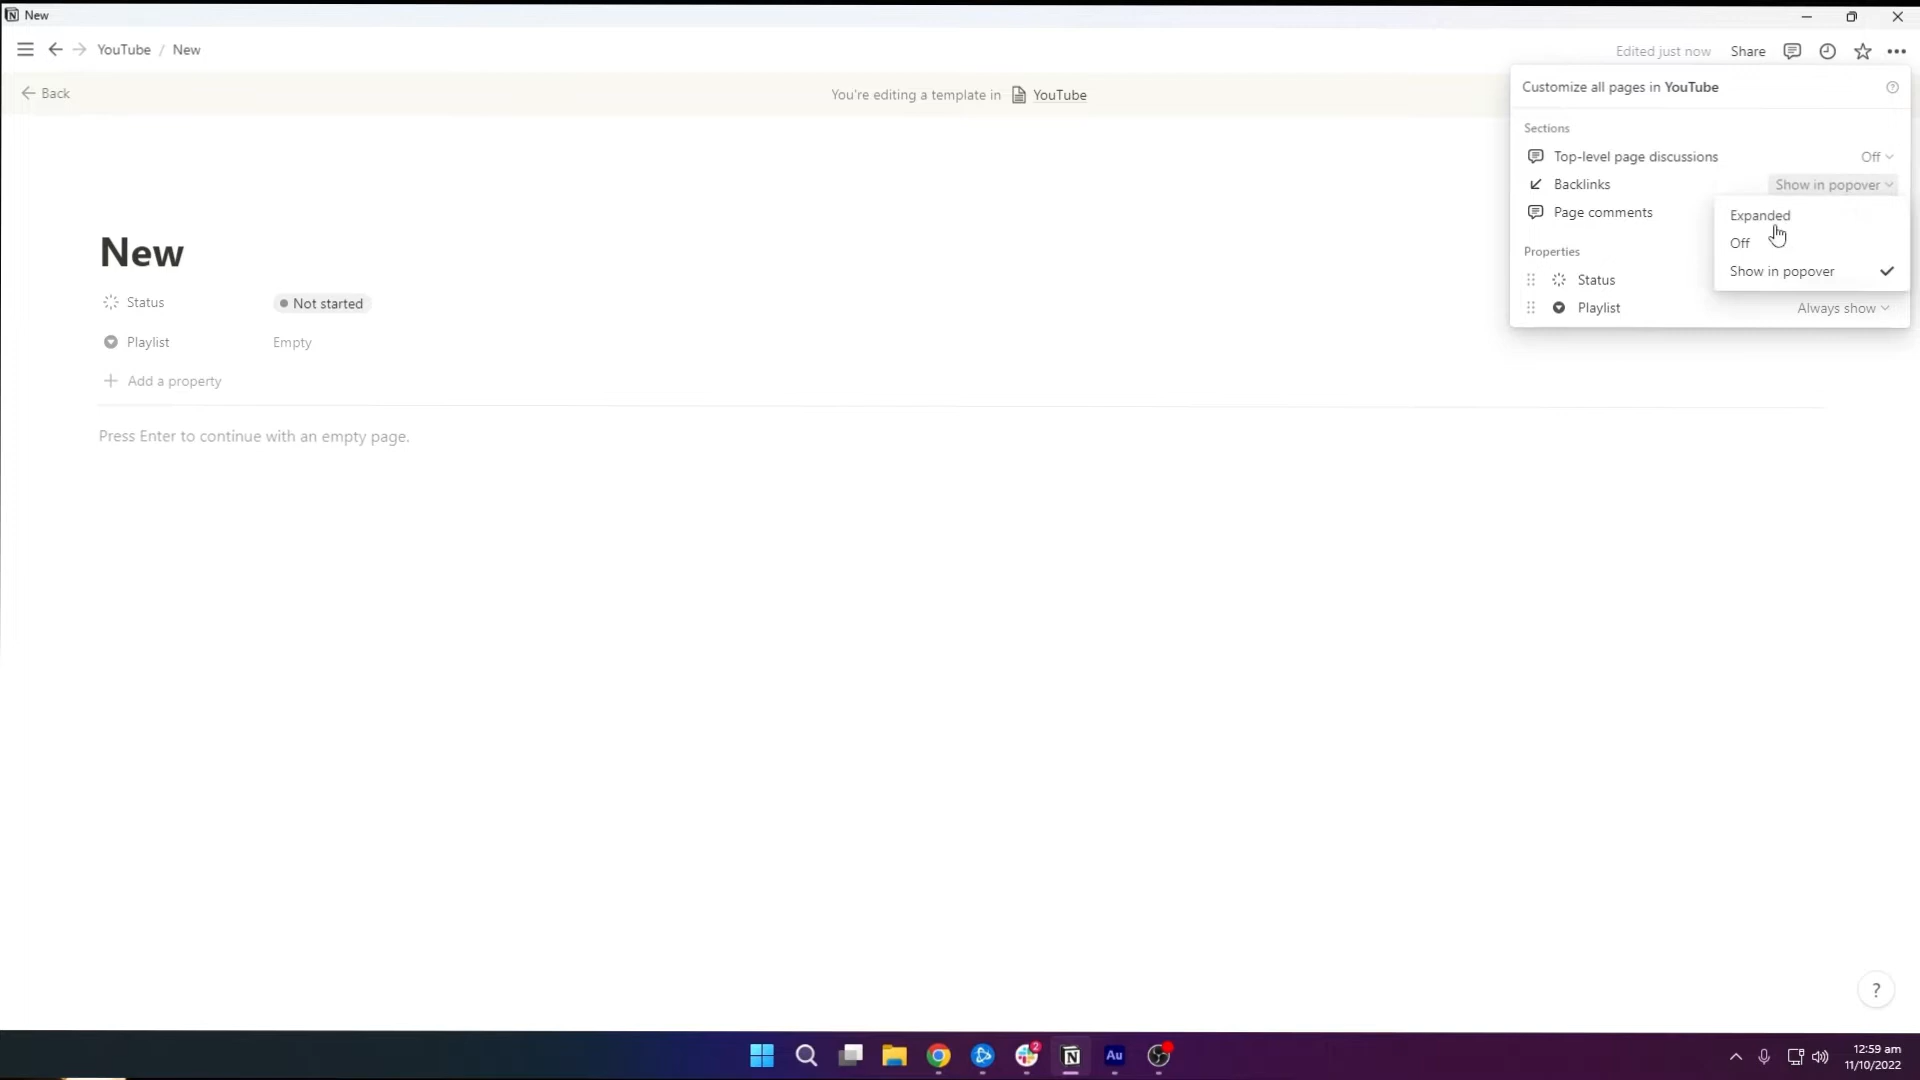 New
YouTube / New
Edited just now Share
Back
You're editing a template in YouTube
Customize all pages in YouTube
Sections
Top-level page discussions Off
Backlinks Show in popover
Page comments
Expanded
Off
Show in popover
Properties
Status
Playlist Always show
New
Status Not started
Playlist Empty
Add a property
Press Enter to continue with an empty page.
?
2
Au
12:59 am
11/10/2022